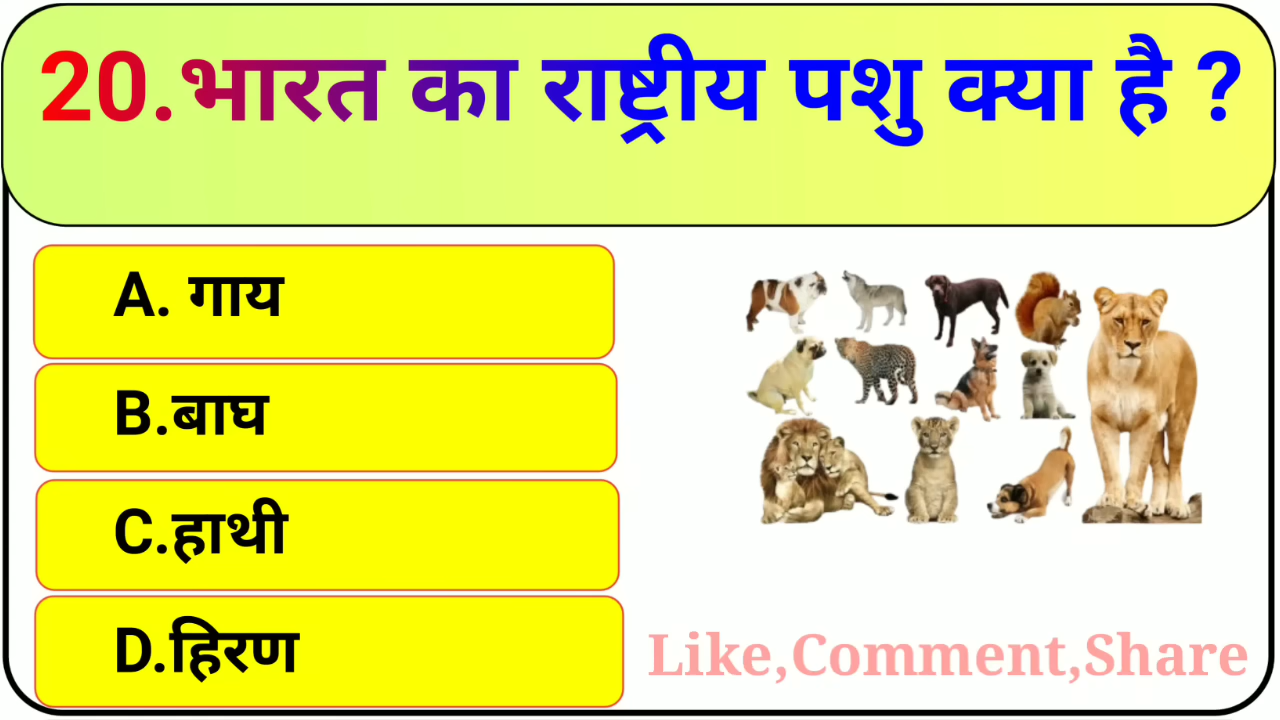 20.भारत का राष्ट्रीय पशु क्या है ?
A. गाय
B.बाघ
C.हाथी
D.हिरण
Like,Comment,Share